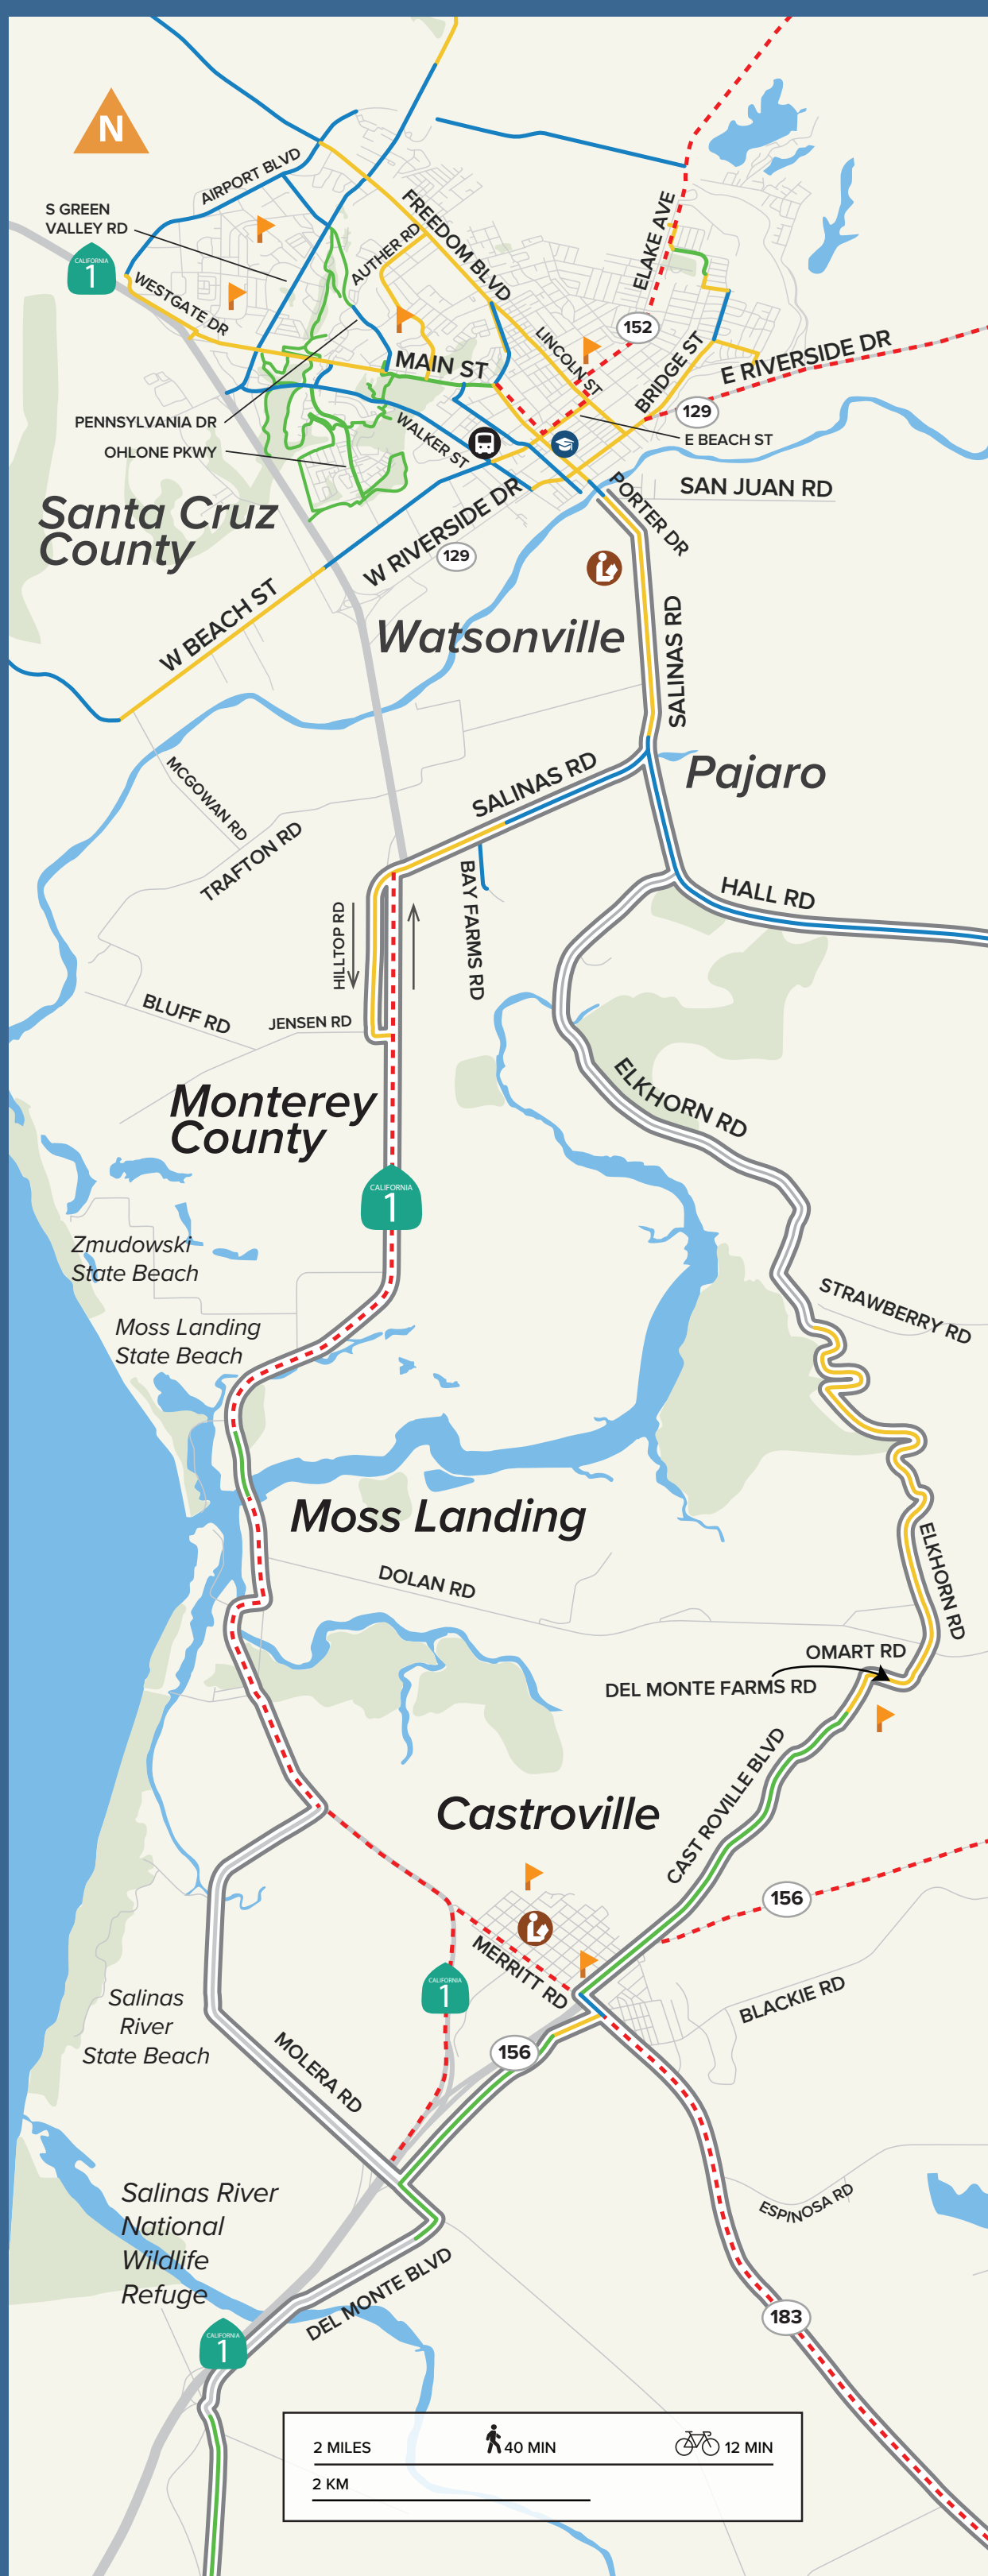 N
AIRPORT BLVD
S GREEN
VALLEY RD
CALIFORNIA
1
WESTGATE DR
AUTHER RD
FREEDOM BLVD
ELAKE AVE
152
LINCOLN ST
MAIN ST
BRIDGE ST
E RIVERSIDE DR
129
PENNSYLVANIA DR
OHLONE PKWY
WALKER ST
E BEACH ST
SAN JUAN RD
PORTER DR
Santa Cruz
County
W RIVERSIDE DR
129
W BEACH ST
Watsonville
SALINAS RD
Pajaro
MCGOWAN RD
TRAFTON RD
SALINAS RD
BAY FARMS RD
HALL RD
HILLTOP RD
BLUFF RD
JENSEN RD
ELKHORN RD
Monterey
County
CALIFORNIA
1
Zmudowski
State Beach
STRAWBERRY RD
Moss Landing
State Beach
Moss Landing
DOLAN RD
ELKHORN RD
OMART RD
DEL MONTE FARMS RD
CAST ROVILLE BLVD
Castroville
156
MERRITT RD
CALIFORNIA
1
BLACKIE RD
Salinas
River
State Beach
156
MOLERA RD
ESPINOSA RD
Salinas River
National
Wildlife
Refuge
DEL MONTE BLVD
183
CALIFORNIA
1
2 MILES
40 MIN
12 MIN
2 KM